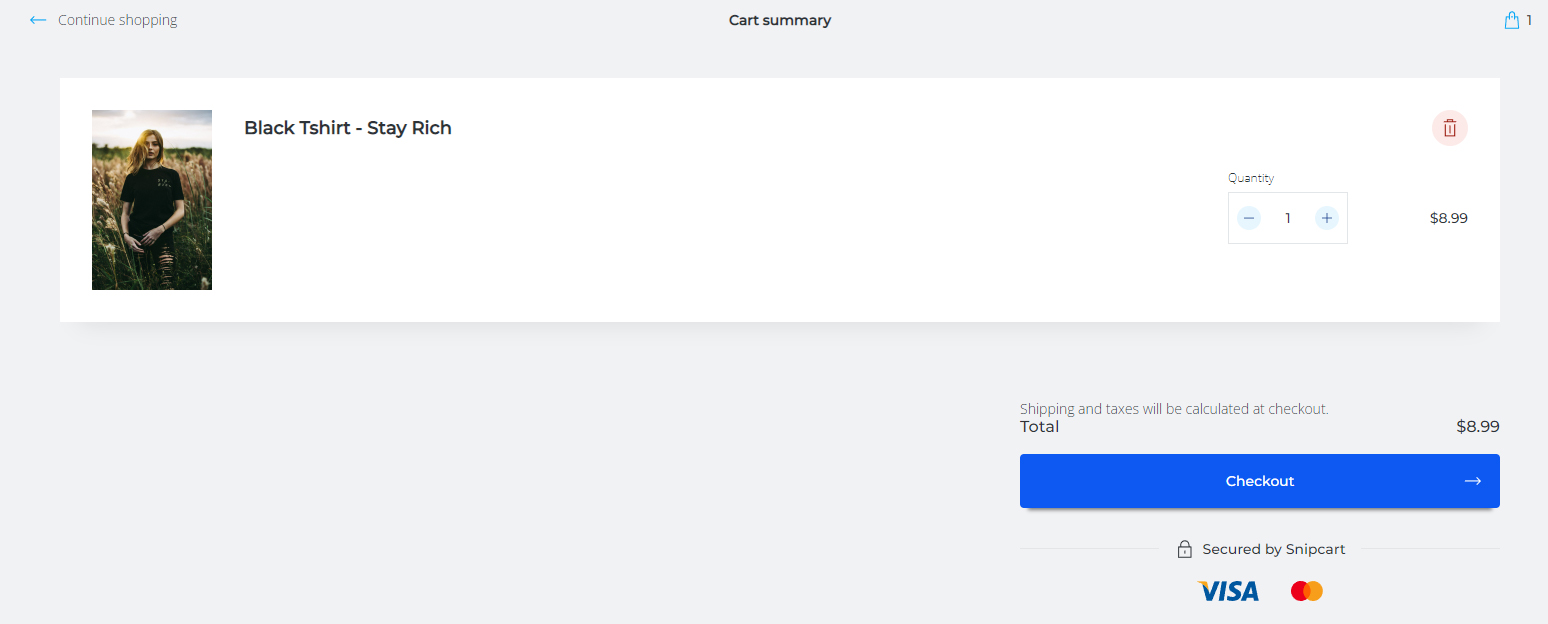 Continue shopping
Cart summary
1
Black Tshirt - Stay Rich
Quantity
1
$8.99
Shipping and taxes will be calculated at checkout.
Total $8.99
Checkout
Secured by Snipcart
VISA